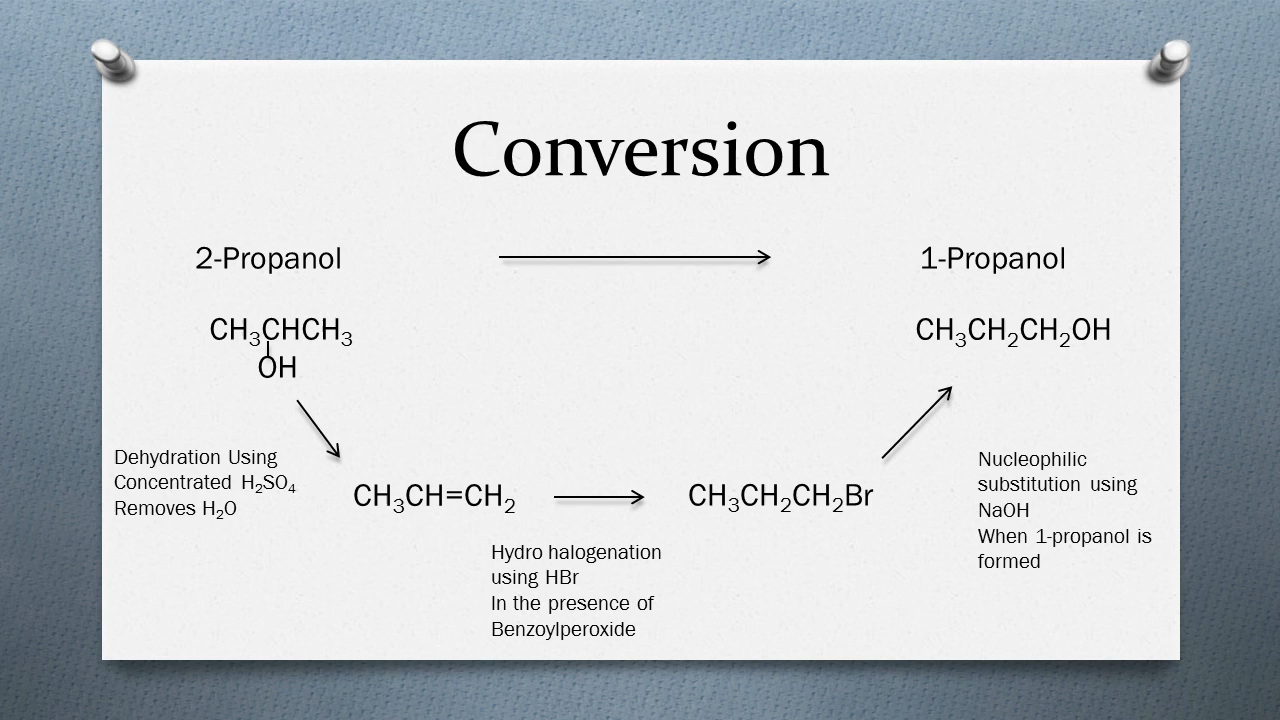 Conversion
2-Propanol
1-Propanol
CH₃CHCH₃
OH
CH₃CH₂CH₂OH
Dehydration Using
Concentrated H₂SO₄
Removes H₂O
CH₃CH=CH₂
CH₃CH₂CH₂Br
Nucleophilic
substitution using
NaOH
When 1-propanol is
formed
Hydro halogenation
using HBr
In the presence of
Benzoylperoxide